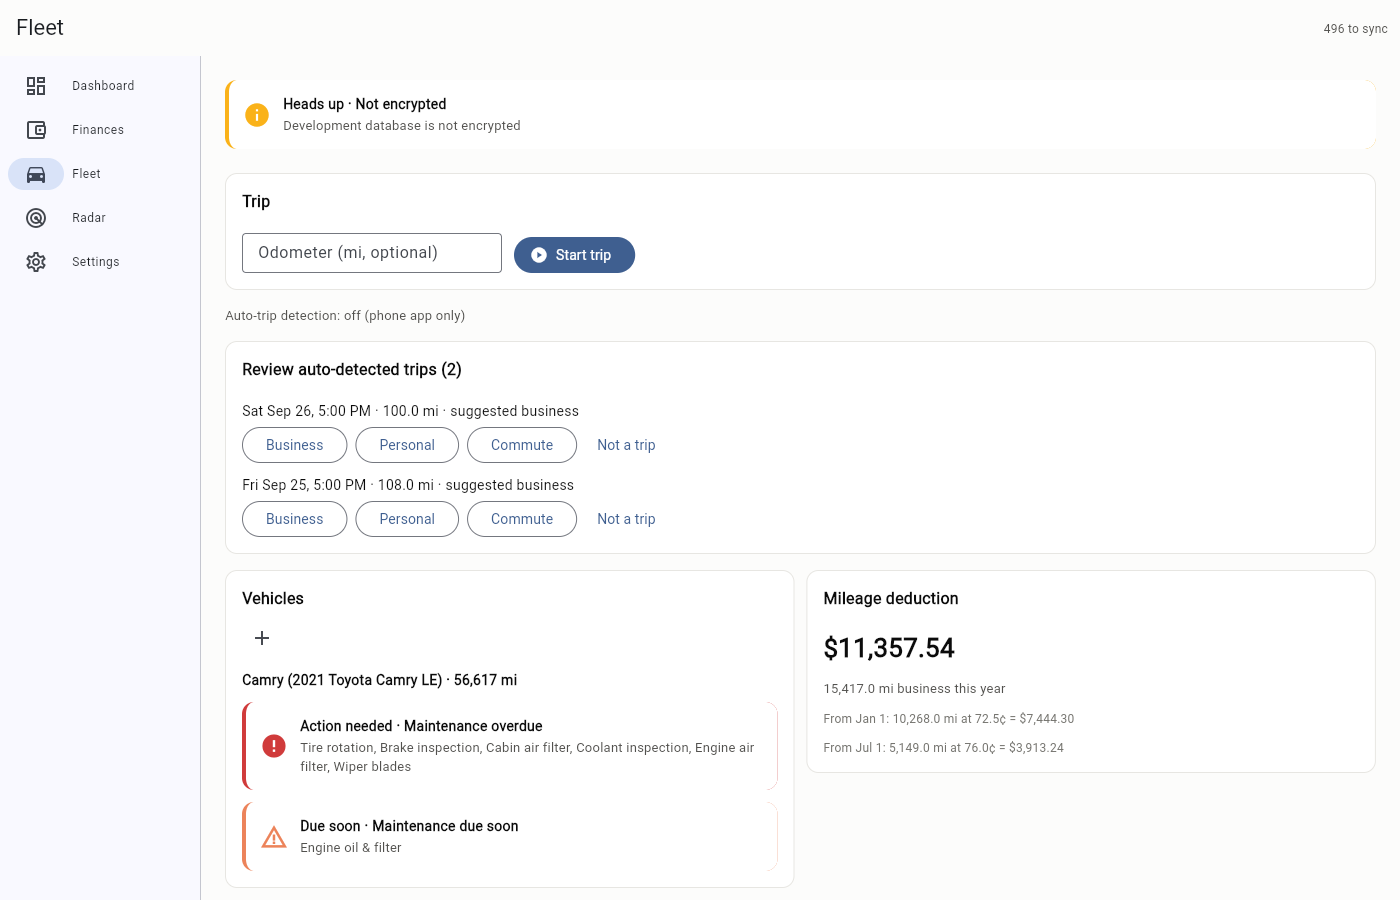 Fleet
496 to sync
Dashboard
Finances
Fleet
Radar
Settings
Heads up · Not encrypted
Development database is not encrypted
Trip
Odometer (mi, optional)
Start trip
Auto-trip detection: off (phone app only)
Review auto-detected trips (2)
Sat Sep 26, 5:00 PM · 100.0 mi · suggested business
Business Personal Commute Not a trip
Fri Sep 25, 5:00 PM · 108.0 mi · suggested business
Business Personal Commute Not a trip
Vehicles
Camry (2021 Toyota Camry LE) · 56,617 mi
Action needed · Maintenance overdue
Tire rotation, Brake inspection, Cabin air filter, Coolant inspection, Engine air
filter, Wiper blades
Due soon · Maintenance due soon
Engine oil & filter
Mileage deduction
$11,357.54
15,417.0 mi business this year
From Jan 1: 10,268.0 mi at 72.5¢ = $7,444.30
From Jul 1: 5,149.0 mi at 76.0¢ = $3,913.24